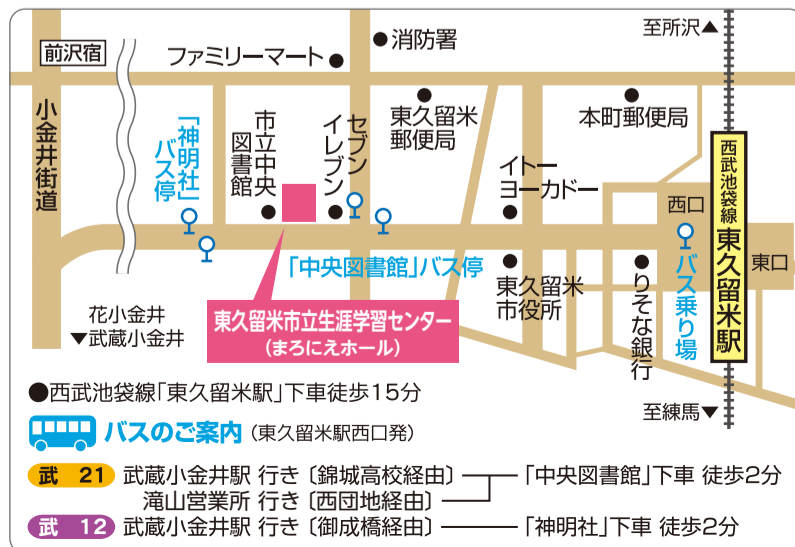 至所沢▲
前沢宿
ファミリーマート
消防署
小金井街道
「神明社」
バス停
市立中央
図書館
セブン
イレブン
東久留米
郵便局
本町郵便局
イトー
ヨーカドー
西武池袋線
東久留米駅
西口
東口
バス乗り場
「中央図書館」バス停
東久留米
市役所
りそな銀行
花小金井
▼武蔵小金井
東久留米市立生涯学習センター
(まろにえホール)
至練馬▼
●西武池袋線「東久留米駅」下車徒歩15分
バスのご案内 (東久留米駅西口発)
武 21 武蔵小金井駅 行き〔錦城高校経由〕 「中央図書館」下車 徒歩2分
滝山営業所 行き〔西団地経由〕
武 12 武蔵小金井駅 行き〔御成橋経由〕 「神明社」下車 徒歩2分